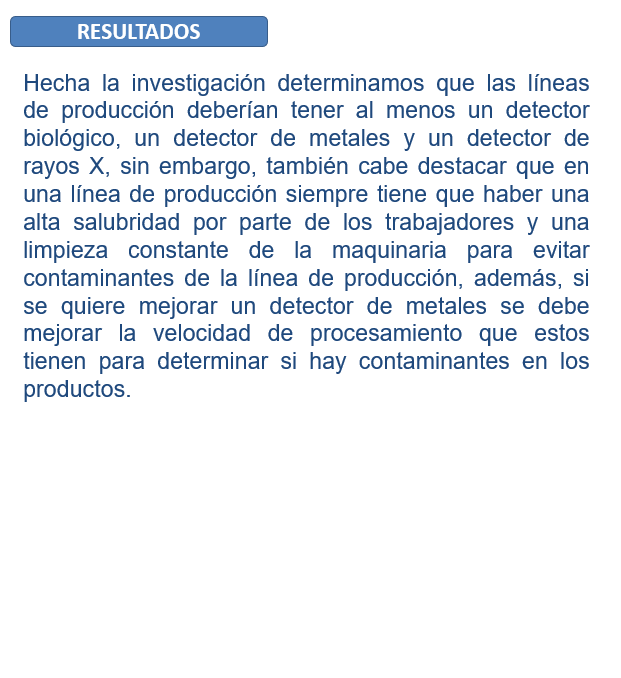 RESULTADOS
Hecha la investigación determinamos que las líneas
de producción deberían tener al menos un detector
biológico, un detector de metales y un detector de
rayos X, sin embargo, también cabe destacar que en
una línea de producción siempre tiene que haber una
alta salubridad por parte de los trabajadores y una
limpieza constante de la maquinaria para evitar
contaminantes de la línea de producción, además, si
se quiere mejorar un detector de metales se debe
mejorar la velocidad de procesamiento que estos
tienen para determinar si hay contaminantes en los
productos.